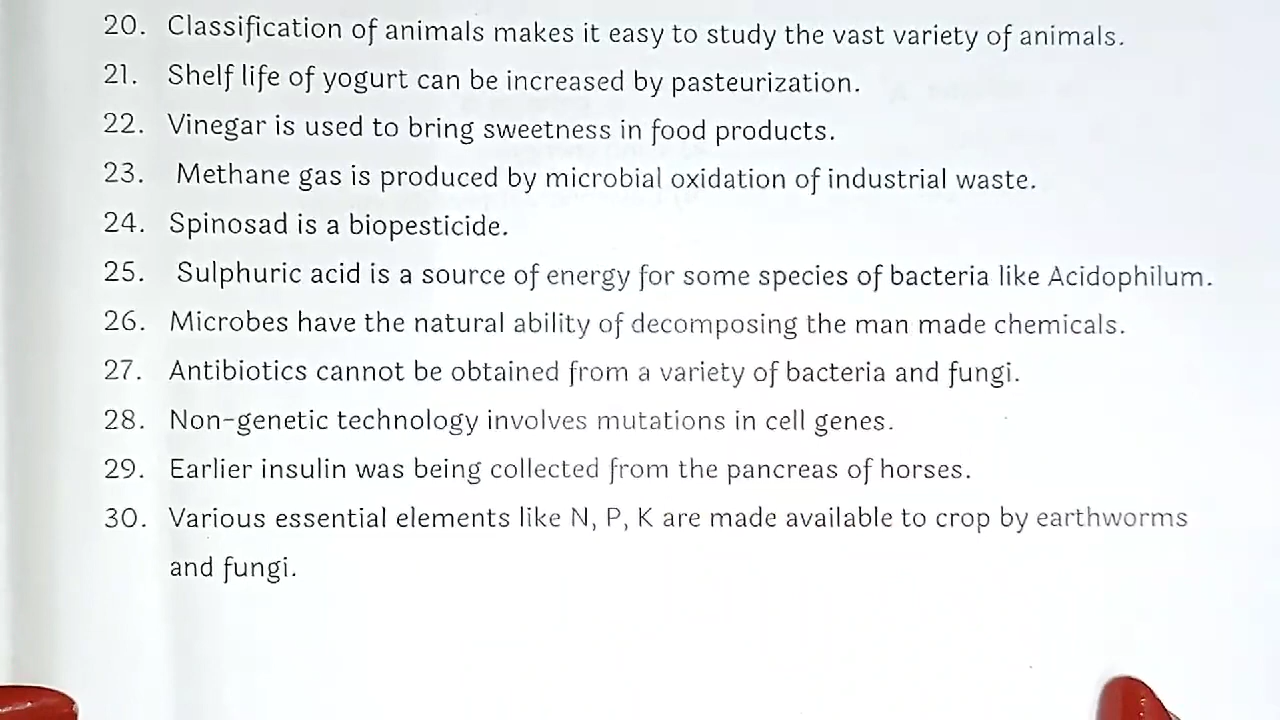 20. Classification of animals makes it easy to study the vast variety of animals.
21. Shelf life of yogurt can be increased by pasteurization.
22. Vinegar is used to bring sweetness in food products.
23. Methane gas is produced by microbial oxidation of industrial waste.
24. Spinosad is a biopesticide.
25. Sulphuric acid is a source of energy for some species of bacteria like Acidophilum.
26. Microbes have the natural ability of decomposing the man made chemicals.
27. Antibiotics cannot be obtained from a variety of bacteria and fungi.
28. Non-genetic technology involves mutations in cell genes.
29. Earlier insulin was being collected from the pancreas of horses.
30. Various essential elements like N, P, K are made available to crop by earthworms
and fungi.